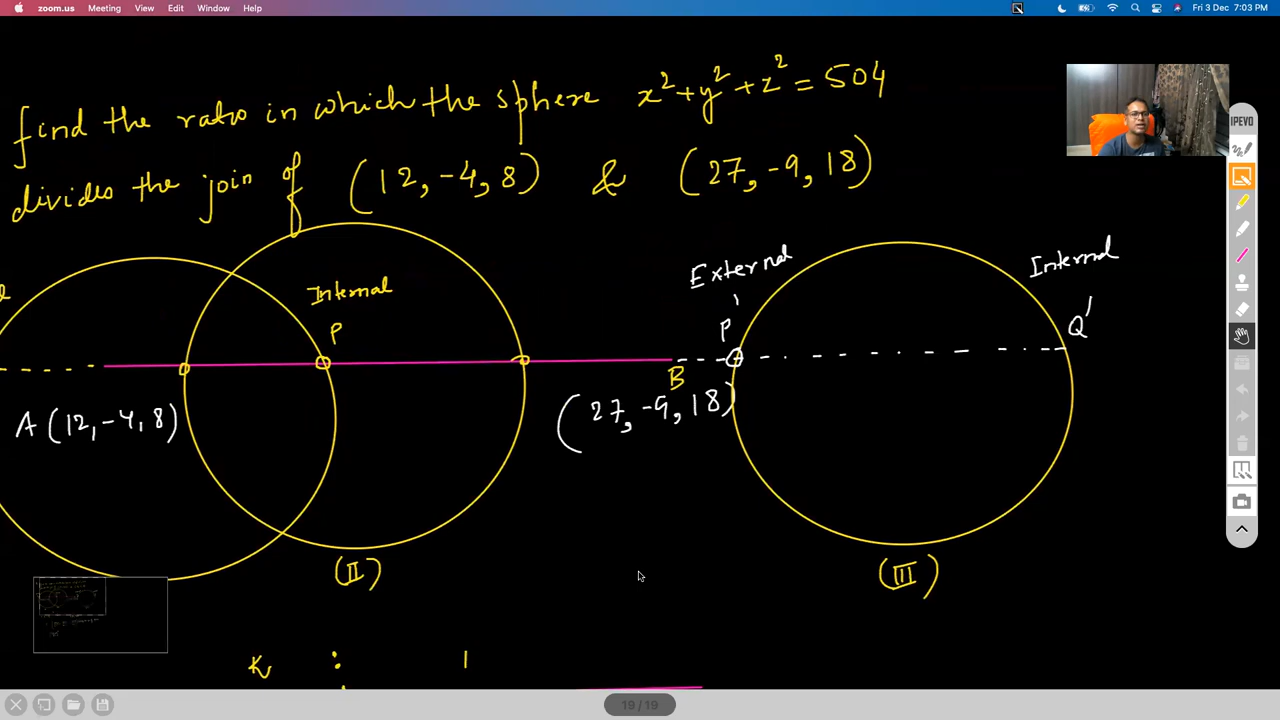 zoom.us Meeting View Edit Window Help Fri 3 Dec 7:03 PM
find the ratio in which the sphere x²+y²+z²=504
divides the join of (12,-4,8) & (27,-9,18)
IPEVO
External
Internal
Internal
P
P'
Q'
B
A(12,-4,8)
(27,-9,18)
(II)
(III)
K : 1
19/19